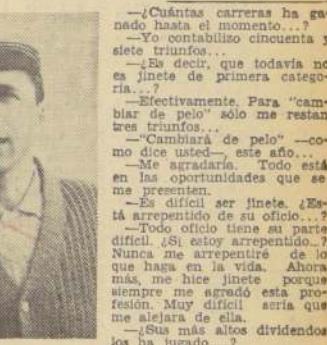 —¿Cuántas carreras ha ga-
nado hasta el momento...?
—Yo contabilizo cincuenta y
siete triunfos...
—¿Es decir, que todavía no
es jinete de primera catego-
ría...?
—Efectivamente. Para "cam-
biar de pelo" sólo me restan
tres triunfos...
—"Cambiará de pelo" —co-
mo dice usted—, este año...
—Me agradaría. Todo está
en las oportunidades que se
me presenten.
—Es difícil ser jinete. ¿Es-
tá arrepentido de su oficio...?
—Todo oficio tiene su parte
difícil. ¿Si estoy arrepentido..?
Nunca me arrepentiré de lo
que haga en la vida. Ahora
más, me hice jinete porque
siempre me agradó esta pro-
fesión. Muy difícil sería que
me alejara de ella.
—¿Sus más altos dividendos
los ha jugado...?